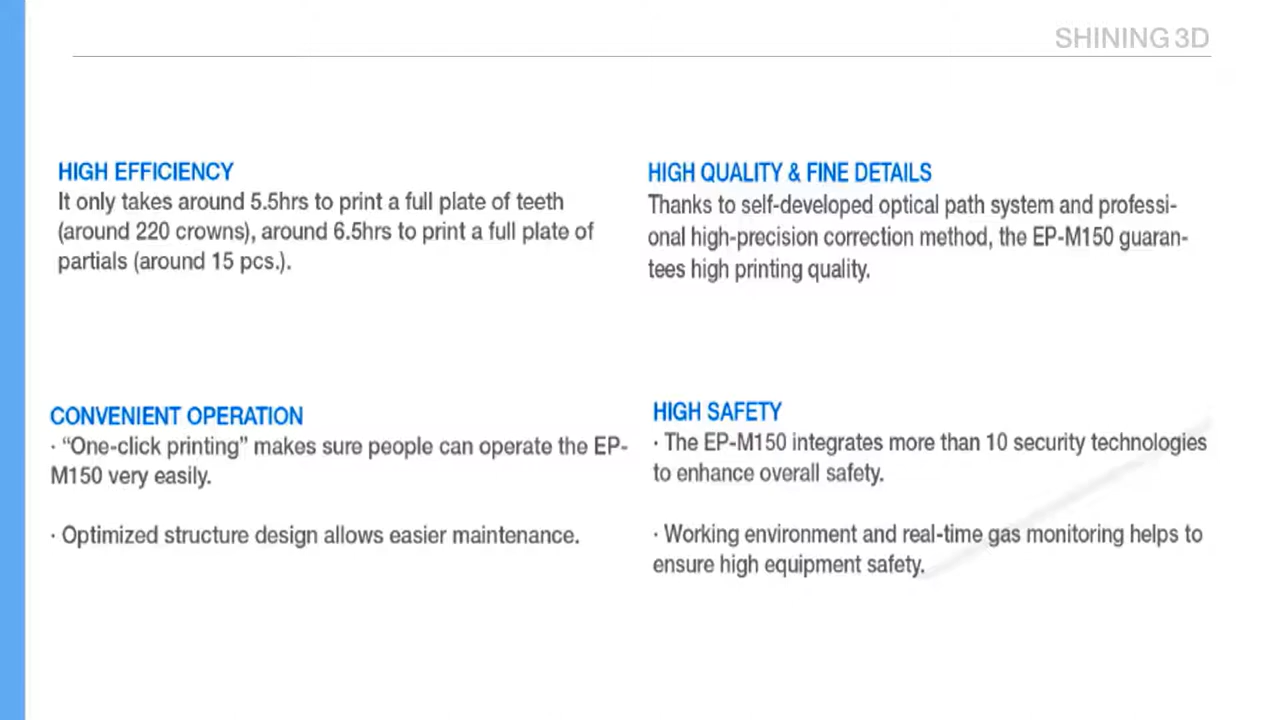 SHINING 3D
HIGH EFFICIENCY
It only takes around 5.5hrs to print a full plate of teeth
(around 220 crowns), around 6.5hrs to print a full plate of
partials (around 15 pcs.).
HIGH QUALITY & FINE DETAILS
Thanks to self-developed optical path system and professi-
onal high-precision correction method, the EP-M150 guaran-
tees high printing quality.
CONVENIENT OPERATION
· “One-click printing” makes sure people can operate the EP-
M150 very easily.
· Optimized structure design allows easier maintenance.
HIGH SAFETY
· The EP-M150 integrates more than 10 security technologies
to enhance overall safety.
· Working environment and real-time gas monitoring helps to
ensure high equipment safety.